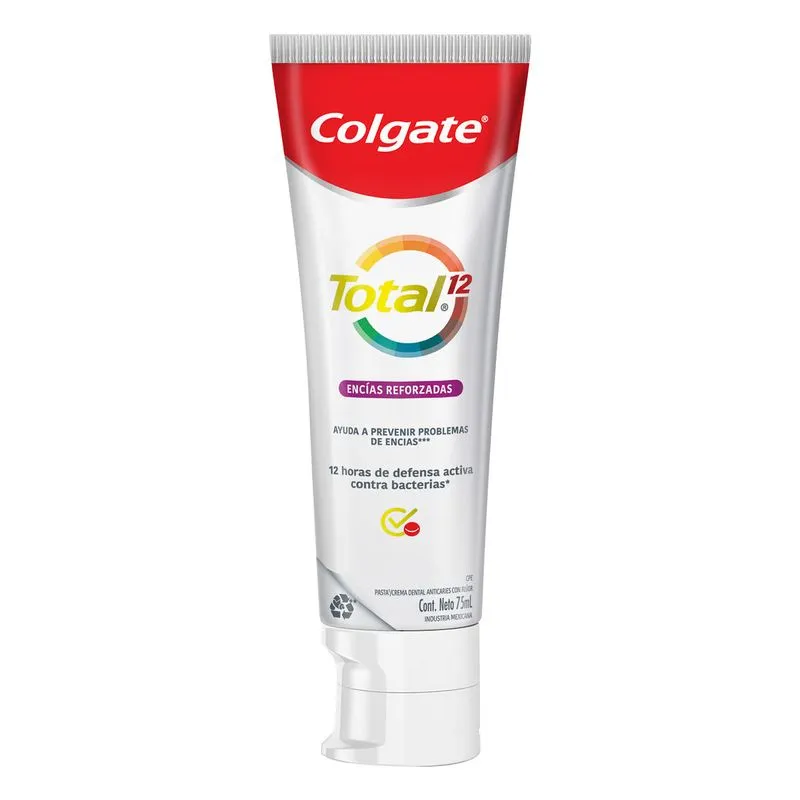 Colgate®
Total®12
ENCÍAS REFORZADAS
AYUDA A PREVENIR PROBLEMAS
DE ENCIAS***
12 horas de defensa activa
contra bacterias*
CPE
PASTA/CREMA DENTAL ANTICARIES CON FLÚOR
Cont. Neto 75mL
INDUSTRIA MEXICANA